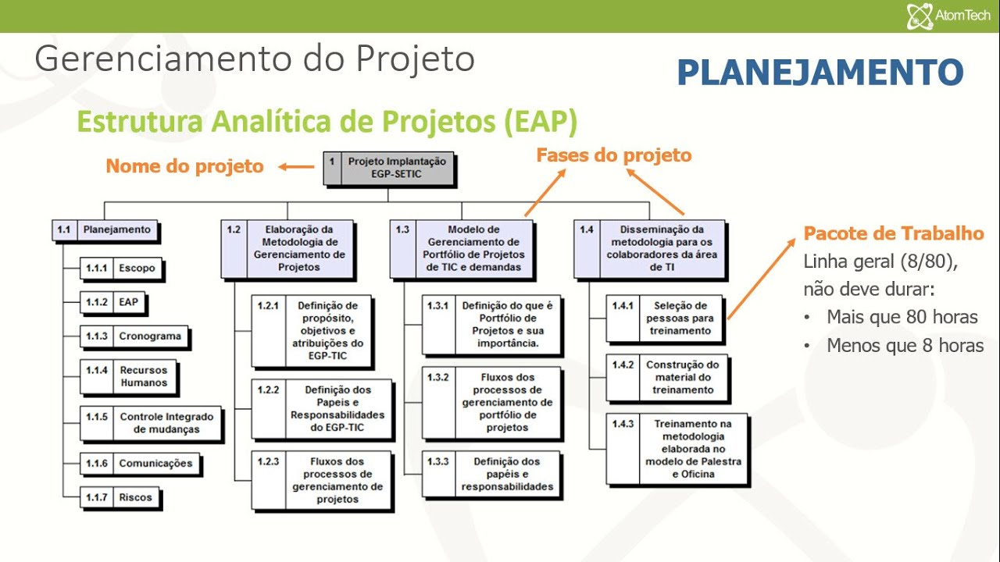 AtomTech
Gerenciamento do Projeto
PLANEJAMENTO
Estrutura Analítica de Projetos (EAP)
Nome do projeto
1 Projeto Implantação
EGP-SETIC
Fases do projeto
1.1 Planejamento
1.1.1 Escopo
1.1.2 EAP
1.1.3 Cronograma
1.1.4 Recursos
Humanos
1.1.5 Controle Integrado
de mudanças
1.1.6 Comunicações
1.1.7 Riscos
1.2 Elaboração da
Metodologia de
Gerenciamento de
Projetos
1.2.1 Definição de
propósito,
objetivos e
atribuições do
EGP-TIC
1.2.2 Definição dos
Papeis e
Responsabilidades
do EGP-TIC
1.2.3 Fluxos dos
processos de
gerenciamento de
projetos
1.3 Modelo de
Gerenciamento de
Portfólio de Projetos
de TIC e demandas
1.3.1 Definição do que é
Portfólio de
Projetos e sua
importância.
1.3.2 Fluxos dos
processos de
gerenciamento de
portfólio de
projetos
1.3.3 Definição dos
papéis e
responsabilidades
1.4 Disseminação da
metodologia para os
colaboradores da área
de TI
1.4.1 Seleção de
pessoas para
treinamento
1.4.2 Construção do
material do
treinamento
1.4.3 Treinamento na
metodologia
elaborada no
modelo de Palestra
e Oficina
Pacote de Trabalho
Linha geral (8/80),
não deve durar:
• Mais que 80 horas
• Menos que 8 horas